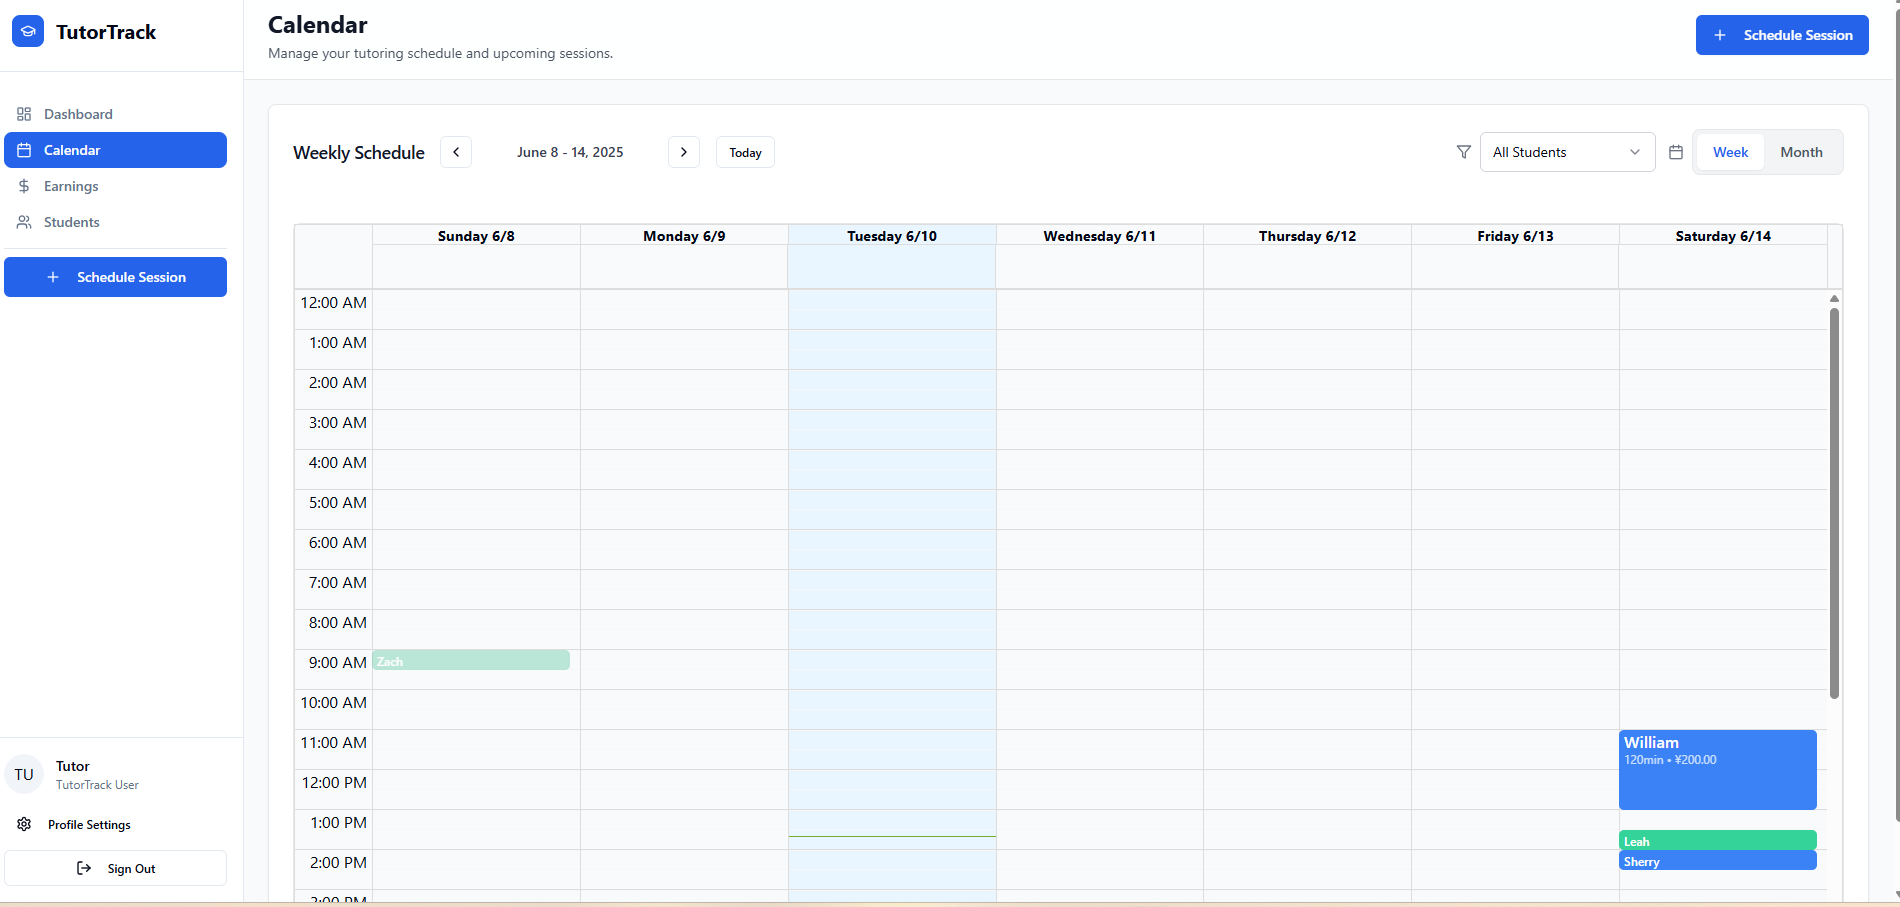 TutorTrack
Dashboard
Calendar
Earnings
Students
Schedule Session
TU
Tutor
TutorTrack User
Profile Settings
Sign Out
Calendar
Manage your tutoring schedule and upcoming sessions.
Schedule Session
Weekly Schedule
June 8 - 14, 2025
Today
All Students
Week
Month
Sunday 6/8
Monday 6/9
Tuesday 6/10
Wednesday 6/11
Thursday 6/12
Friday 6/13
Saturday 6/14
12:00 AM
1:00 AM
2:00 AM
3:00 AM
4:00 AM
5:00 AM
6:00 AM
7:00 AM
8:00 AM
9:00 AM
Zach
10:00 AM
11:00 AM
William
120min • ¥200.00
12:00 PM
1:00 PM
Leah
2:00 PM
Sherry
3:00 PM